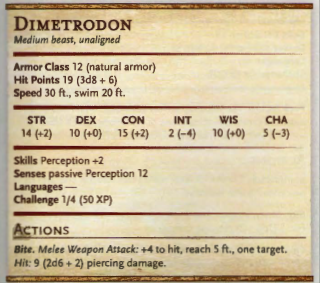 DIMETRODON
Medium beast, unaligned
Armor Class 12 (natural armor)
Hit Points 19 (3d8 + 6)
Speed 30 ft., swim 20 ft.
STR DEX CON INT WIS CHA
14 (+2) 10 (+0) 15 (+2) 2 (−4) 10 (+0) 5 (−3)
Skills Perception +2
Senses passive Perception 12
Languages —
Challenge 1/4 (50 XP)
ACTIONS
Bite. Melee Weapon Attack: +4 to hit, reach 5 ft., one target.
Hit: 9 (2d6 + 2) piercing damage.